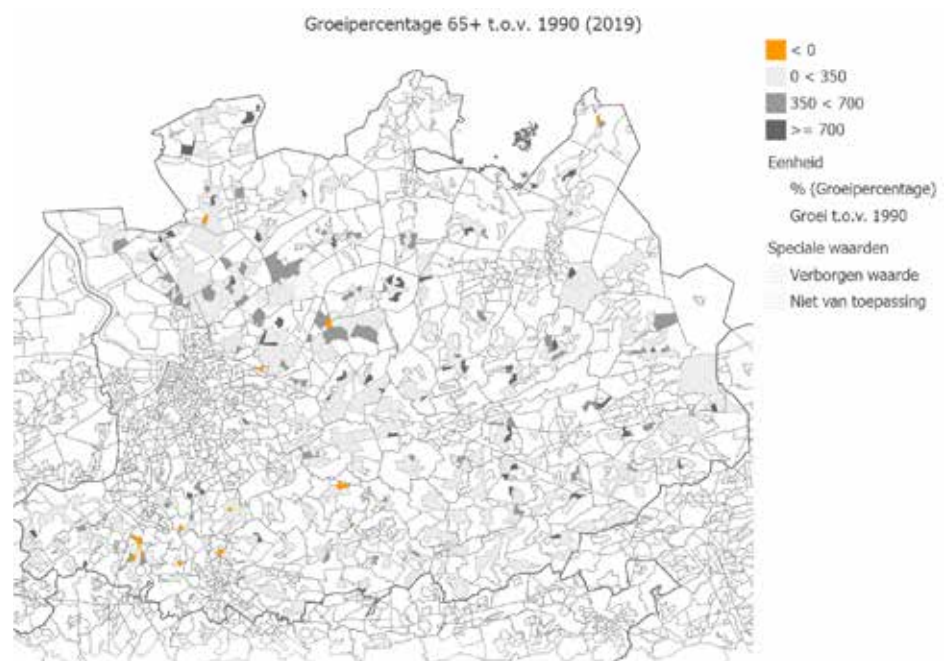 Groeipercentage 65+ t.o.v. 1990 (2019)
< 0
0 < 350
350 < 700
>= 700
Eenheid
% (Groeipercentage)
Groei t.o.v. 1990
Speciale waarden
Verborgen waarde
Niet van toepassing